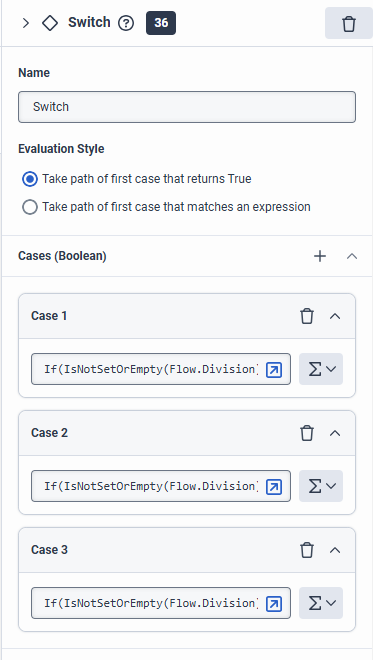 Switch ? 36
Name
Switch
Evaluation Style
Take path of first case that returns True
Take path of first case that matches an expression
Cases (Boolean)
Case 1
If(IsNotSetOrEmpty(Flow.Division)
Case 2
If(IsNotSetOrEmpty(Flow.Division)
Case 3
If(IsNotSetOrEmpty(Flow.Division)